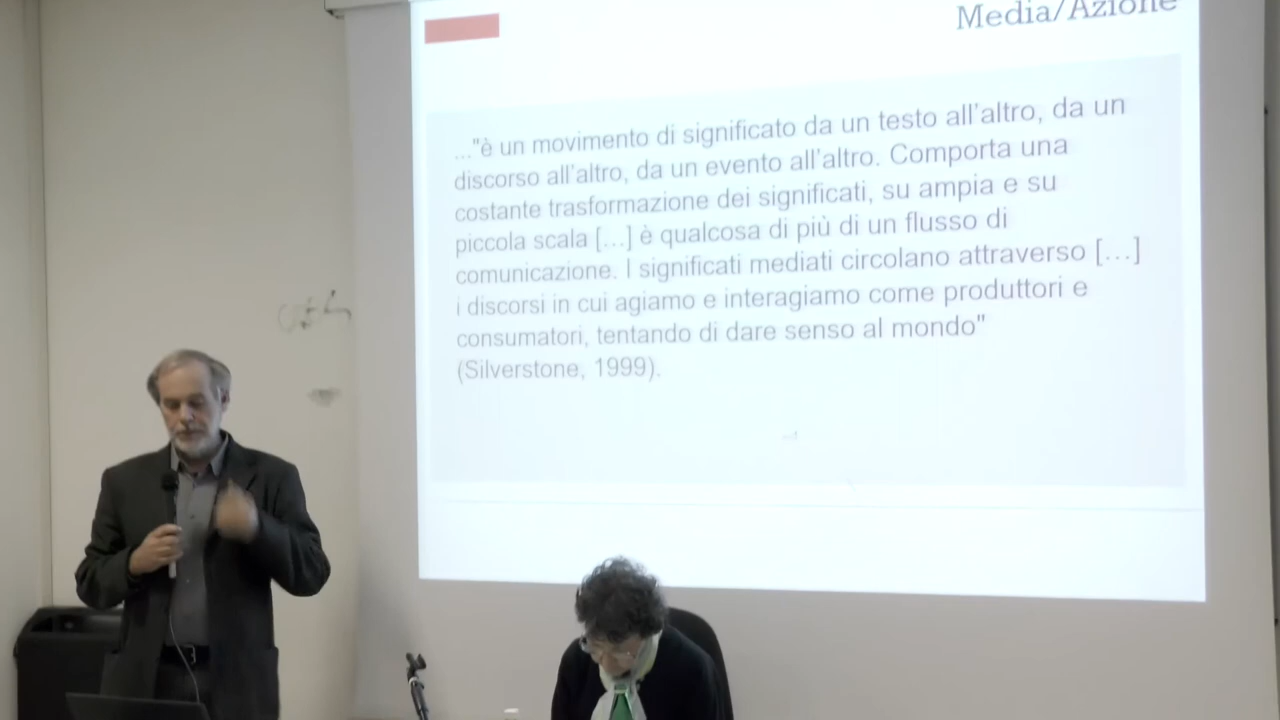 Media/Azione
..."è un movimento di significato da un testo all'altro, da un
discorso all'altro, da un evento all'altro. Comporta una
costante trasformazione dei significati, su ampia e su
piccola scala [...] è qualcosa di più di un flusso di
comunicazione. I significati mediati circolano attraverso [...]
i discorsi in cui agiamo e interagiamo come produttori e
consumatori, tentando di dare senso al mondo"
(Silverstone, 1999).